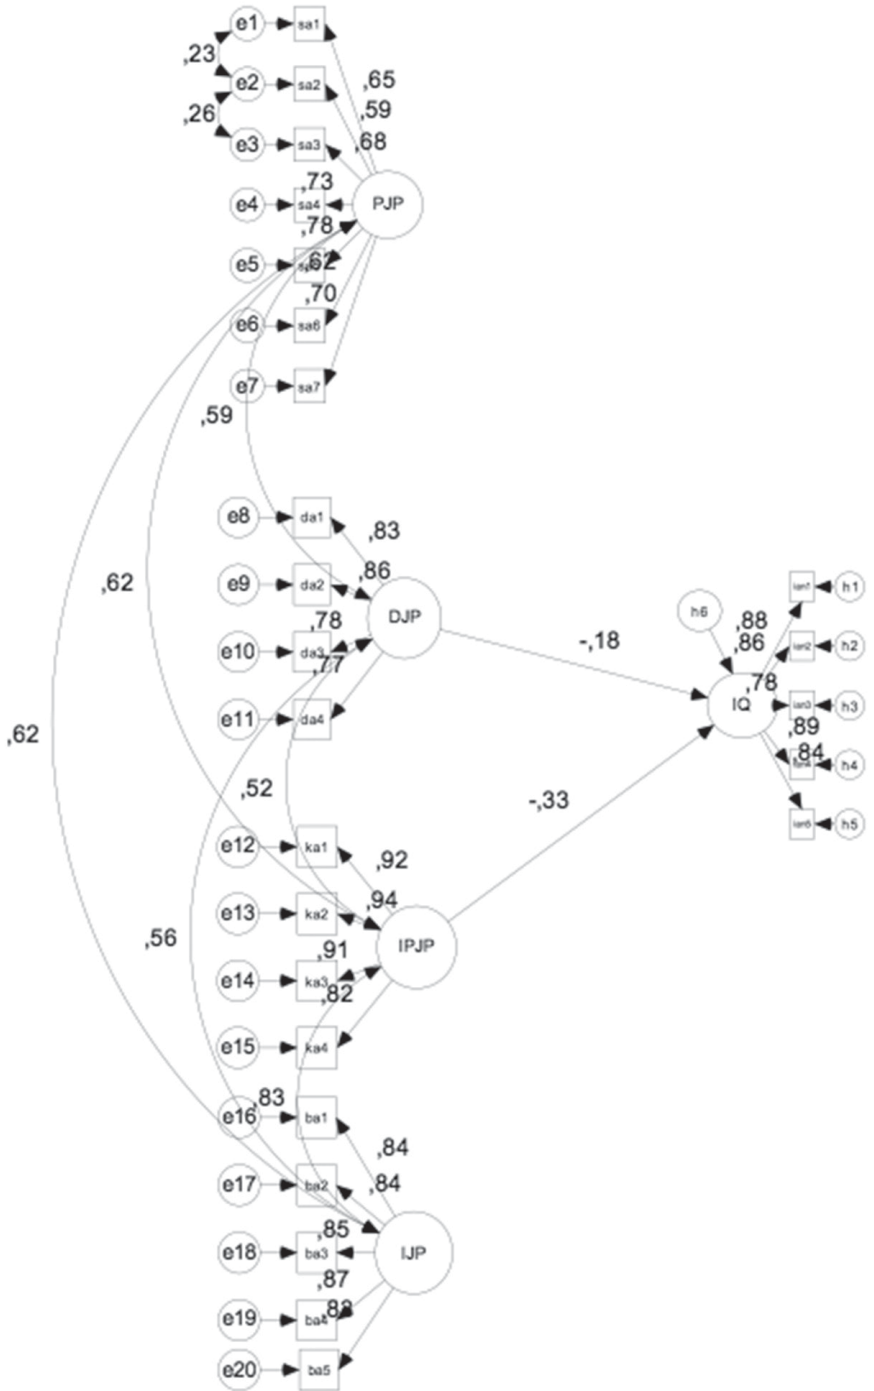 e1 sa1
,23
,65
e2 sa2
,59
,26
,68
e3 sa3
,73
e4 sa4 PJP
,78
e5 ,62
,70
e6 sa6
e7 sa7
,59
e8 da1
,83
,86
e9 da2
,62
h1
DJP
h6
,88
,78
-,18
,86
h2
e10 da3
,77
,78
IQ h3
e11 da4
,89
,62
,84 h4
,52
-,33
h5
e12 ka1
,92
,94
e13 ka2
,56
IPJP
,91
e14 ka3
,82
e15 ka4
,83
e16 ba1
,84
e17 ba2
,84
,85
e18 ba3 IJP
,87
e19 ba4
e20 ba5